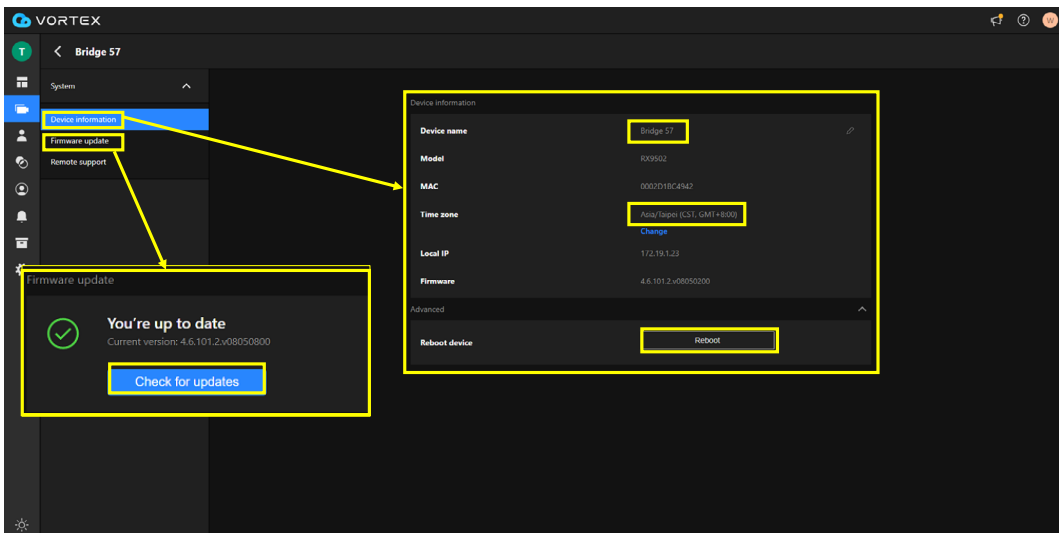 VORTEX
W
T
Bridge 57
System
Device information
Firmware update
Remote support
Device information
Device name
Bridge 57
Model
RX9502
MAC
0002D1BC4942
Time zone
Asia/Taipei (CST, GMT+8:00)
Change
Local IP
172.19.1.23
Firmware
4.6.101.2.v08050200
Advanced
Reboot device
Reboot
Firmware update
You're up to date
Current version: 4.6.101.2.v08050800
Check for updates